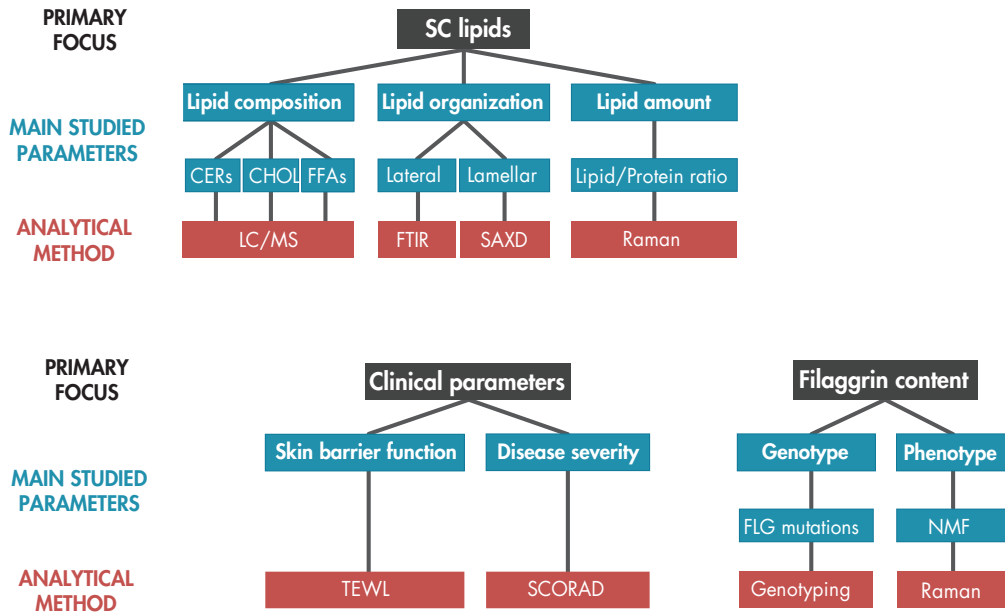 PRIMARY
FOCUS
SC lipids
Lipid composition
Lipid organization
Lipid amount
MAIN STUDIED
PARAMETERS
CERs
CHOL
FFAs
Lateral
Lamellar
Lipid/Protein ratio
ANALYTICAL
METHOD
LC/MS
FTIR
SAXD
Raman
PRIMARY
FOCUS
Clinical parameters
Filaggrin content
Skin barrier function
Disease severity
Genotype
Phenotype
MAIN STUDIED
PARAMETERS
FLG mutations
NMF
ANALYTICAL
METHOD
TEWL
SCORAD
Genotyping
Raman